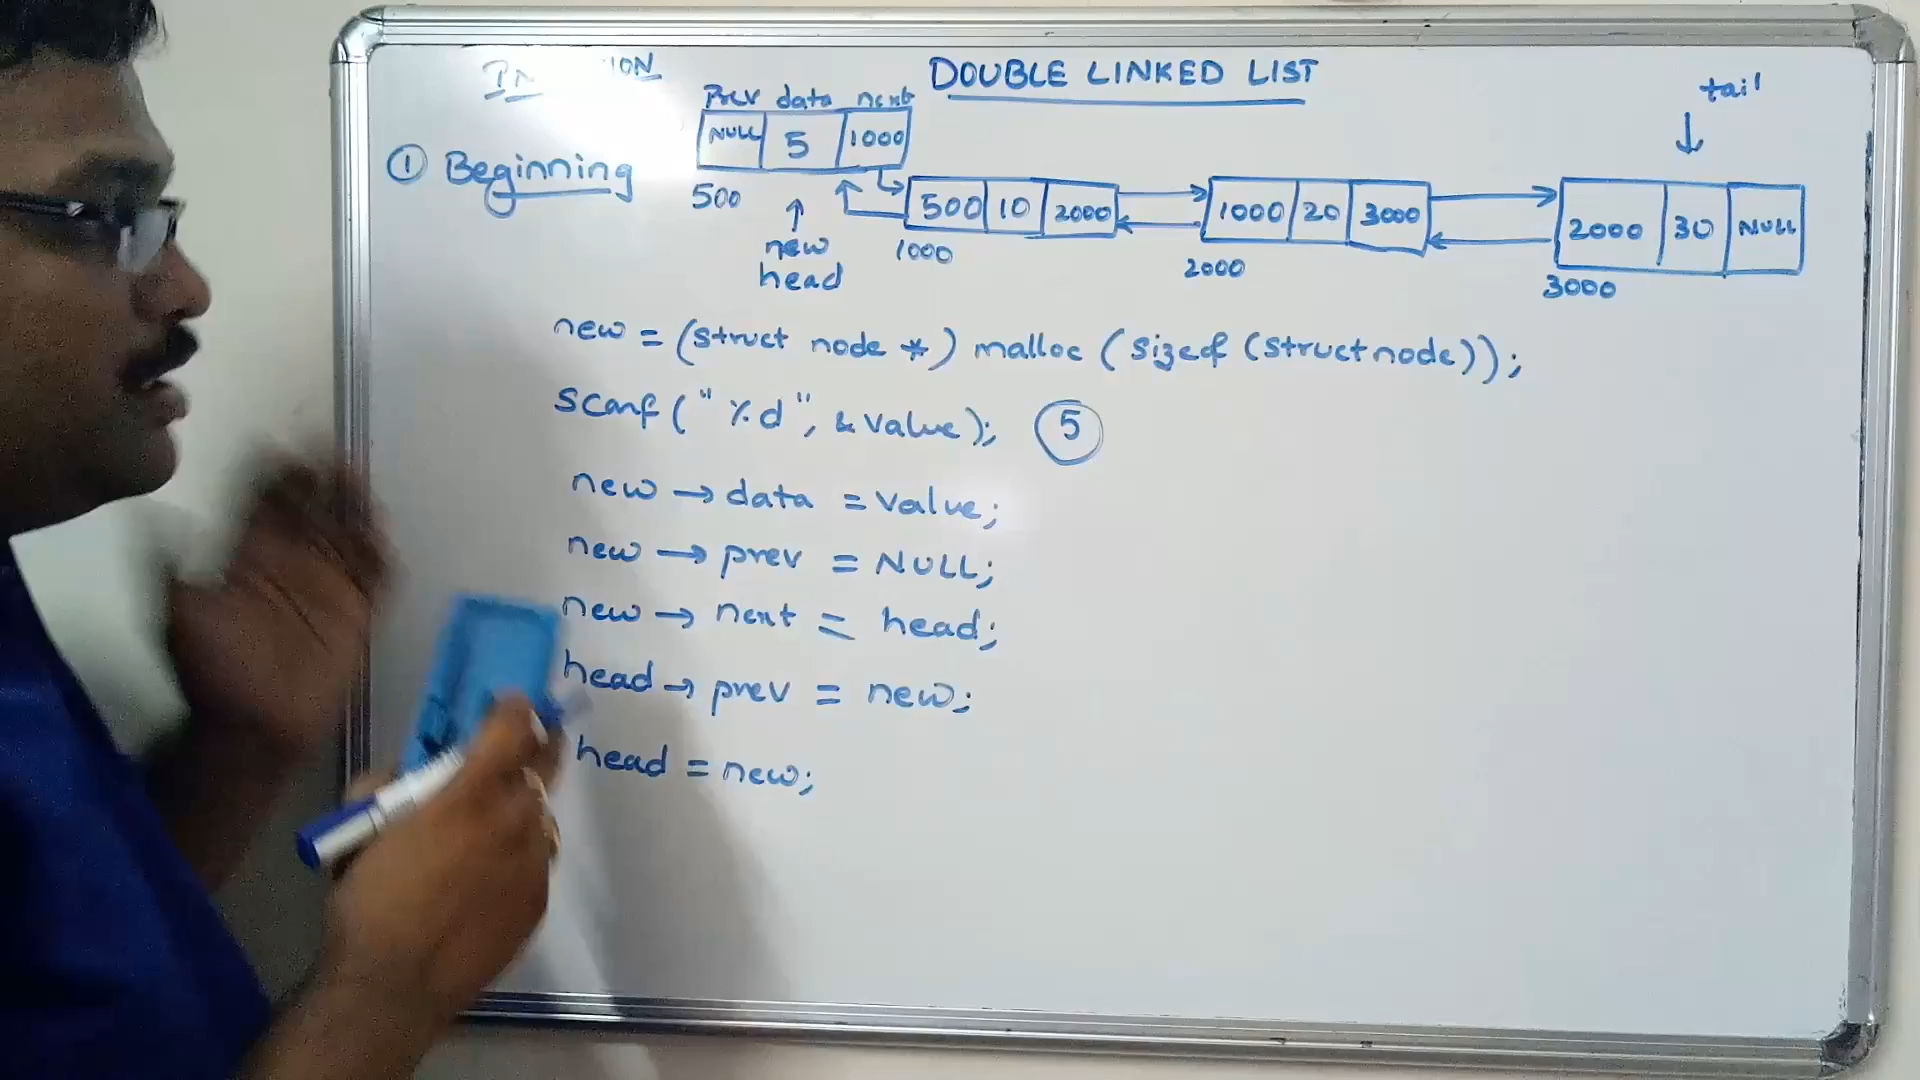 DOUBLE LINKED LIST
tail
Prev data next
NULL 5 1000
① Beginning
500
500 10 2000
1000 20 3000
2000 30 NULL
new
head
1000
2000
3000
new = (struct node *) malloc (sizeof (struct node));
scanf ("%d", &value); 5
new → data = value;
new → prev = NULL;
new → next = head;
head → prev = new;
head = new;